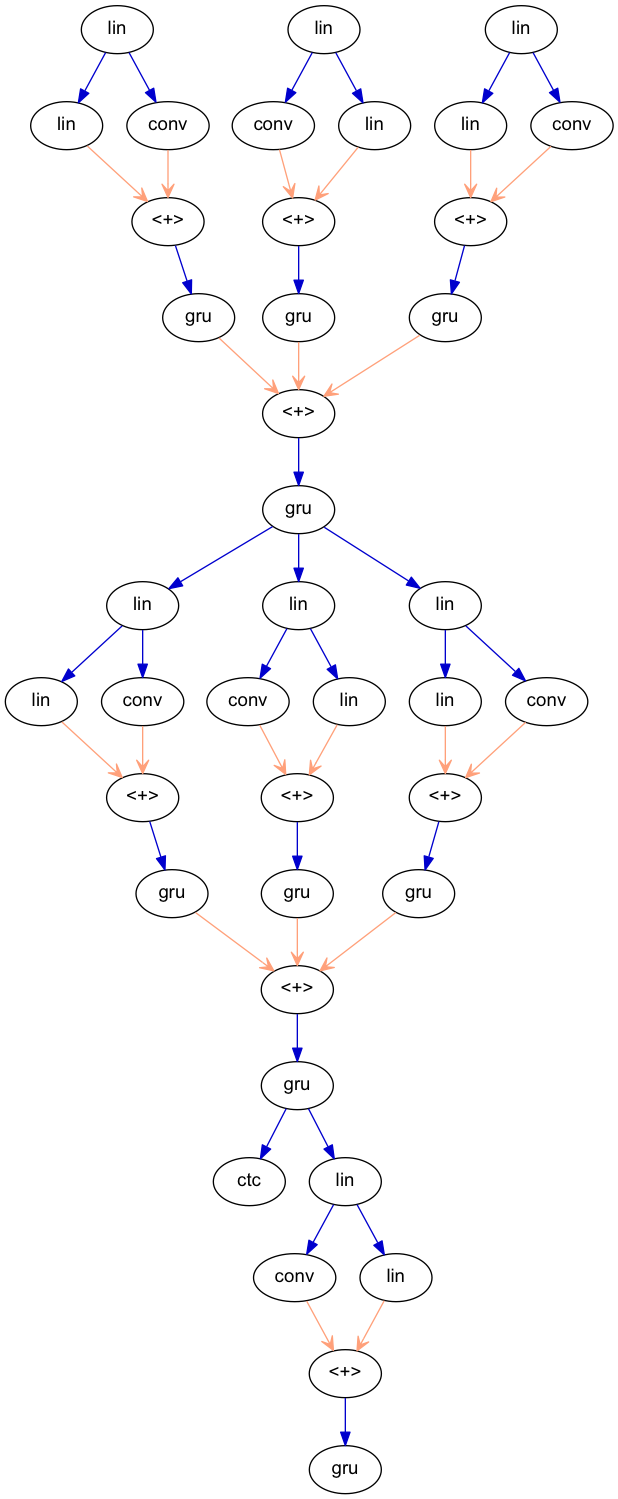 lin lin lin
lin conv conv lin lin conv
<+> <+> <+>
gru gru gru
<+>
gru
lin lin lin
lin conv conv lin lin conv
<+> <+> <+>
gru gru gru
<+>
gru
ctc lin
conv lin
<+>
gru